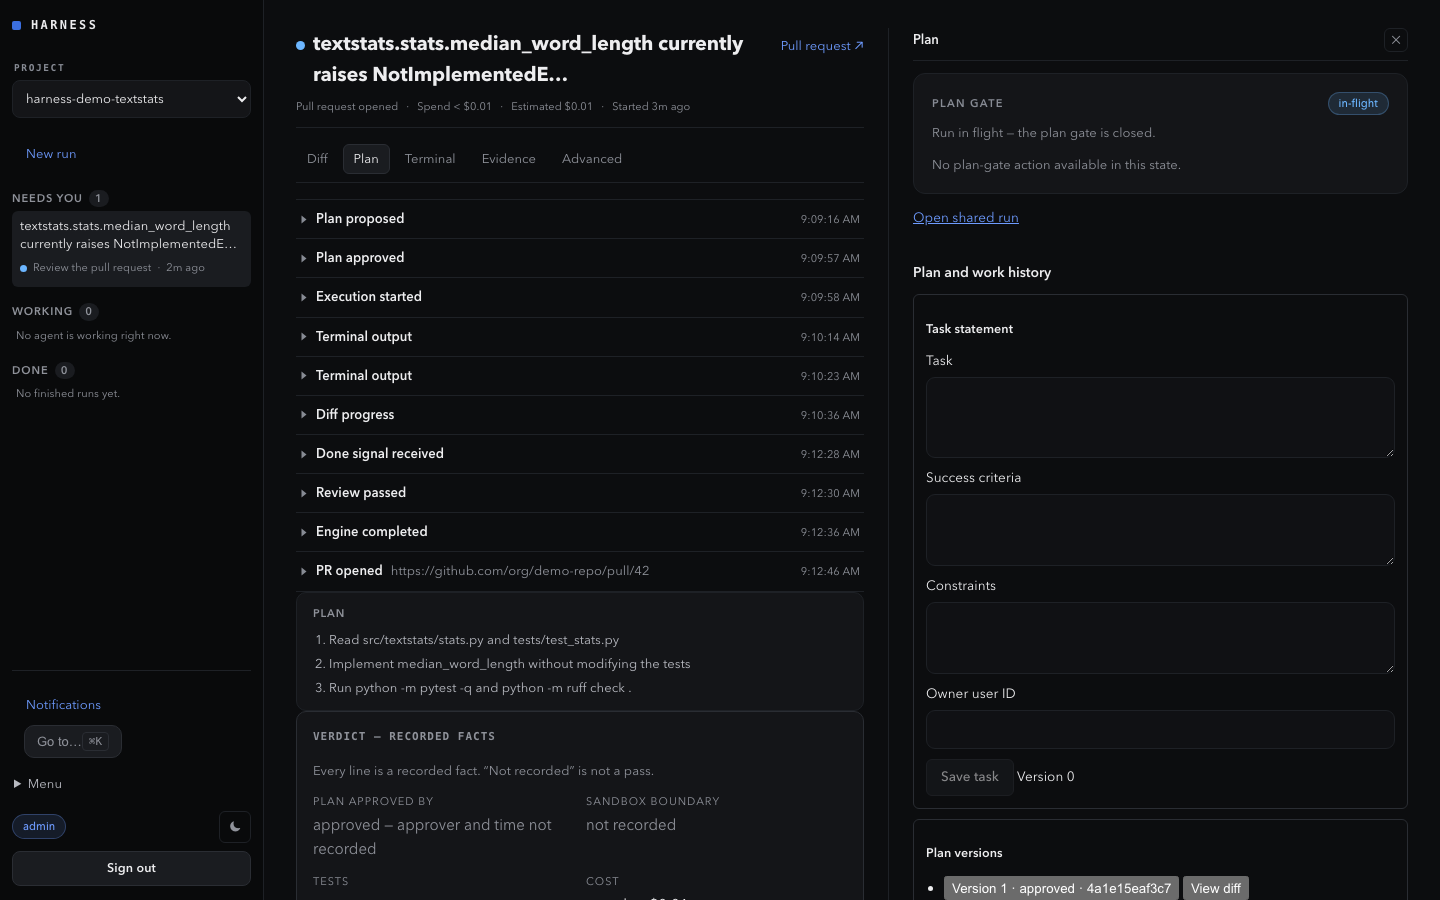 HARNESS
PROJECT
harness-demo-textstats
New run
NEEDS YOU 1
textstats.stats.median_word_length
currently raises NotImplementedE…
Review the pull request · 2m ago
WORKING 0
No agent is working right now.
DONE 0
No finished runs yet.
Notifications
Go to… ⌘K
Menu
admin
Sign out
textstats.stats.median_word_length currently
raises NotImplementedE…
Pull request ↗
Pull request opened · Spend < $0.01 · Estimated $0.01 · Started 3m ago
Diff Plan Terminal Evidence Advanced
Plan proposed 9:09:16 AM
Plan approved 9:09:57 AM
Execution started 9:09:58 AM
Terminal output 9:10:14 AM
Terminal output 9:10:23 AM
Diff progress 9:10:36 AM
Done signal received 9:12:28 AM
Review passed 9:12:30 AM
Engine completed 9:12:36 AM
PR opened https://github.com/org/demo-repo/pull/42 9:12:46 AM
PLAN
1. Read src/textstats/stats.py and tests/test_stats.py
2. Implement median_word_length without modifying the tests
3. Run python -m pytest -q and python -m ruff check .
VERDICT — RECORDED FACTS
Every line is a recorded fact. “Not recorded” is not a pass.
PLAN APPROVED BY
approved — approver and time not
recorded
SANDBOX BOUNDARY
not recorded
TESTS
COST
Plan
PLAN GATE in-flight
Run in flight — the plan gate is closed.
No plan-gate action available in this state.
Open shared run
Plan and work history
Task statement
Task
Success criteria
Constraints
Owner user ID
Save task Version 0
Plan versions
Version 1 · approved · 4a1e15eaf3c7 View diff